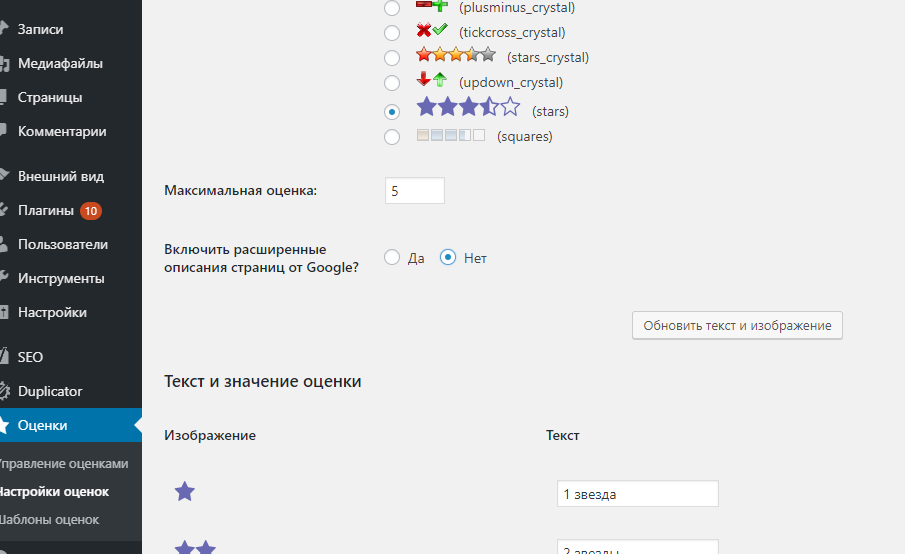 (plusminus_crystal)
(tickcross_crystal)
(stars_crystal)
(updown_crystal)
(stars)
(squares)
Максимальная оценка:
5
Включить расширенные
описания страниц от Google?
Да
Нет
Обновить текст и изображение
Текст и значение оценки
Изображение
Текст
1 звезда
2 звезды
Записи
Медиафайлы
Страницы
Комментарии
Внешний вид
Плагины 10
Пользователи
Инструменты
Настройки
SEO
Duplicator
Оценки
Управление оценками
Настройки оценок
Шаблоны оценок